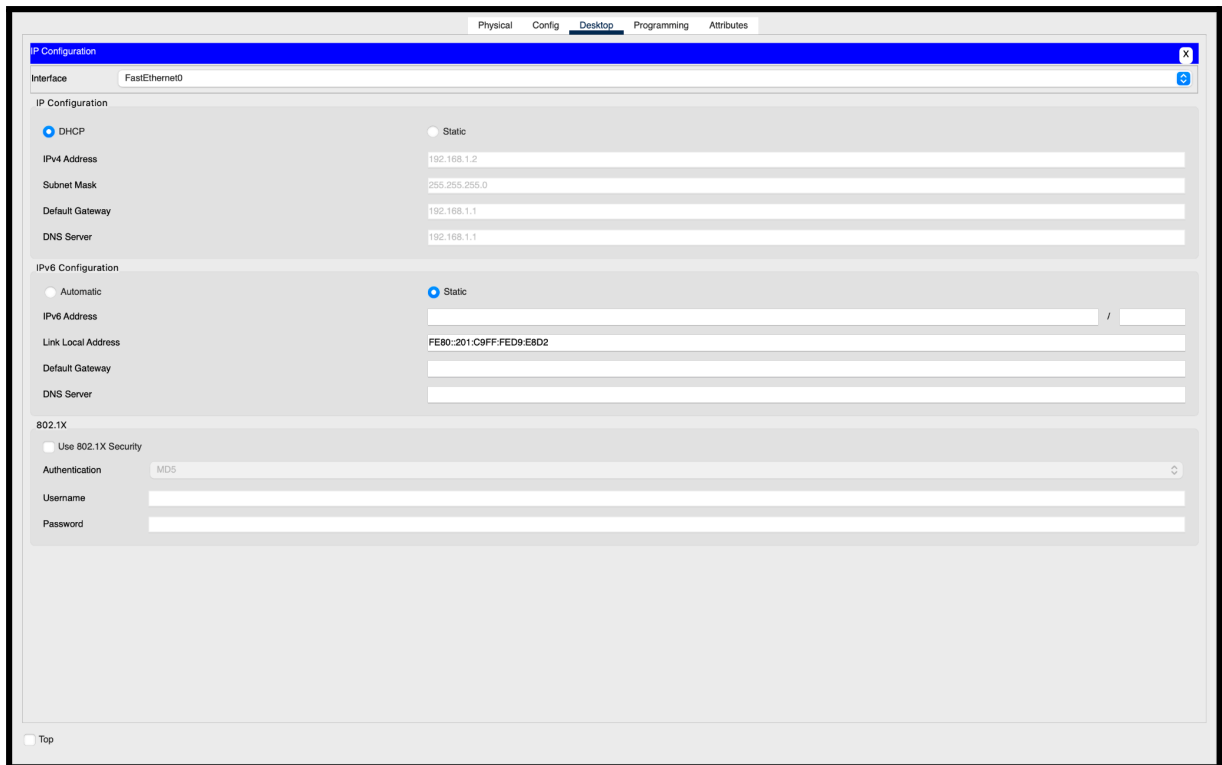 Physical Config Desktop Programming Attributes
IP Configuration X
Interface FastEthernet0
IP Configuration
DHCP Static
IPv4 Address 192.168.1.2
Subnet Mask 255.255.255.0
Default Gateway 192.168.1.1
DNS Server 192.168.1.1
IPv6 Configuration
Automatic Static
IPv6 Address /
Link Local Address FE80::201:C9FF:FED9:E8D2
Default Gateway
DNS Server
802.1X
Use 802.1X Security
Authentication MD5
Username
Password
Top